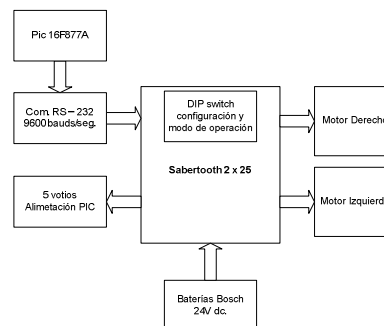 Pic 16F877A
Com. RS-232
9600bauds/seg.
DIP switch
configuración y
modo de operación
Motor Derecho
Sabertooth 2 x 25
5 votios
Alimetación PIC
Motor Izquierd
Baterías Bosch
24V dc.